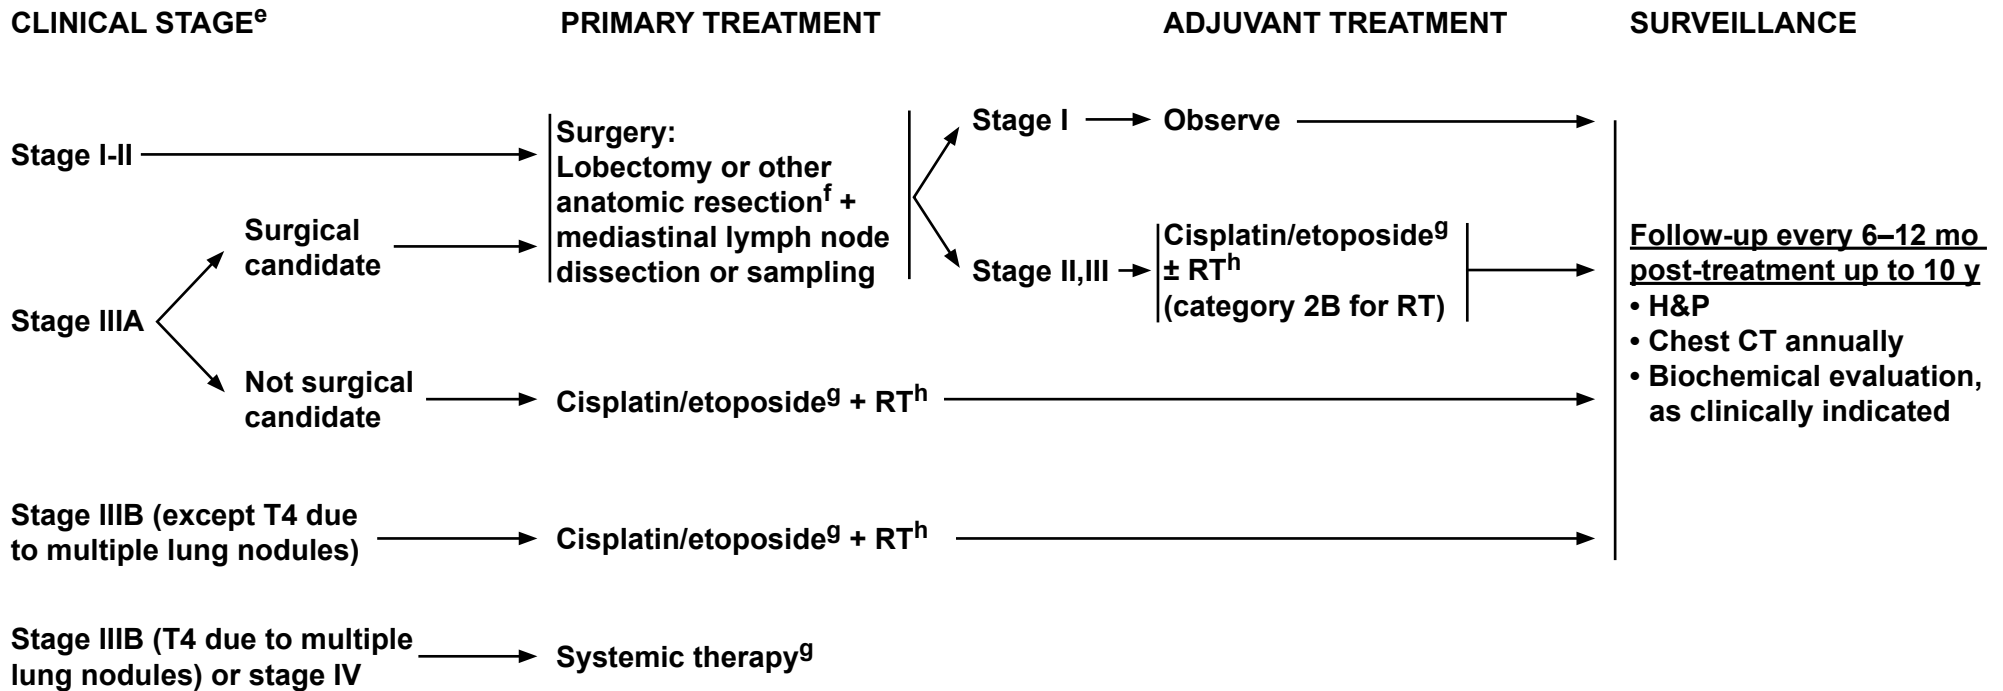 CLINICAL STAGEe
PRIMARY TREATMENT
ADJUVANT TREATMENT
SURVEILLANCE
Stage I-II
Surgery:
Lobectomy or other
anatomic resectionf +
mediastinal lymph node
dissection or sampling
Stage I
Observe
Stage II,III
Cisplatin/etoposideg
± RTh
(category 2B for RT)
Stage IIIA
Surgical
candidate
Not surgical
candidate
Cisplatin/etoposideg + RTh
Follow-up every 6–12 mo
post-treatment up to 10 y
• H&P
• Chest CT annually
• Biochemical evaluation,
as clinically indicated
Stage IIIB (except T4 due
to multiple lung nodules)
Cisplatin/etoposideg + RTh
Stage IIIB (T4 due to multiple
lung nodules) or stage IV
Systemic therapyg